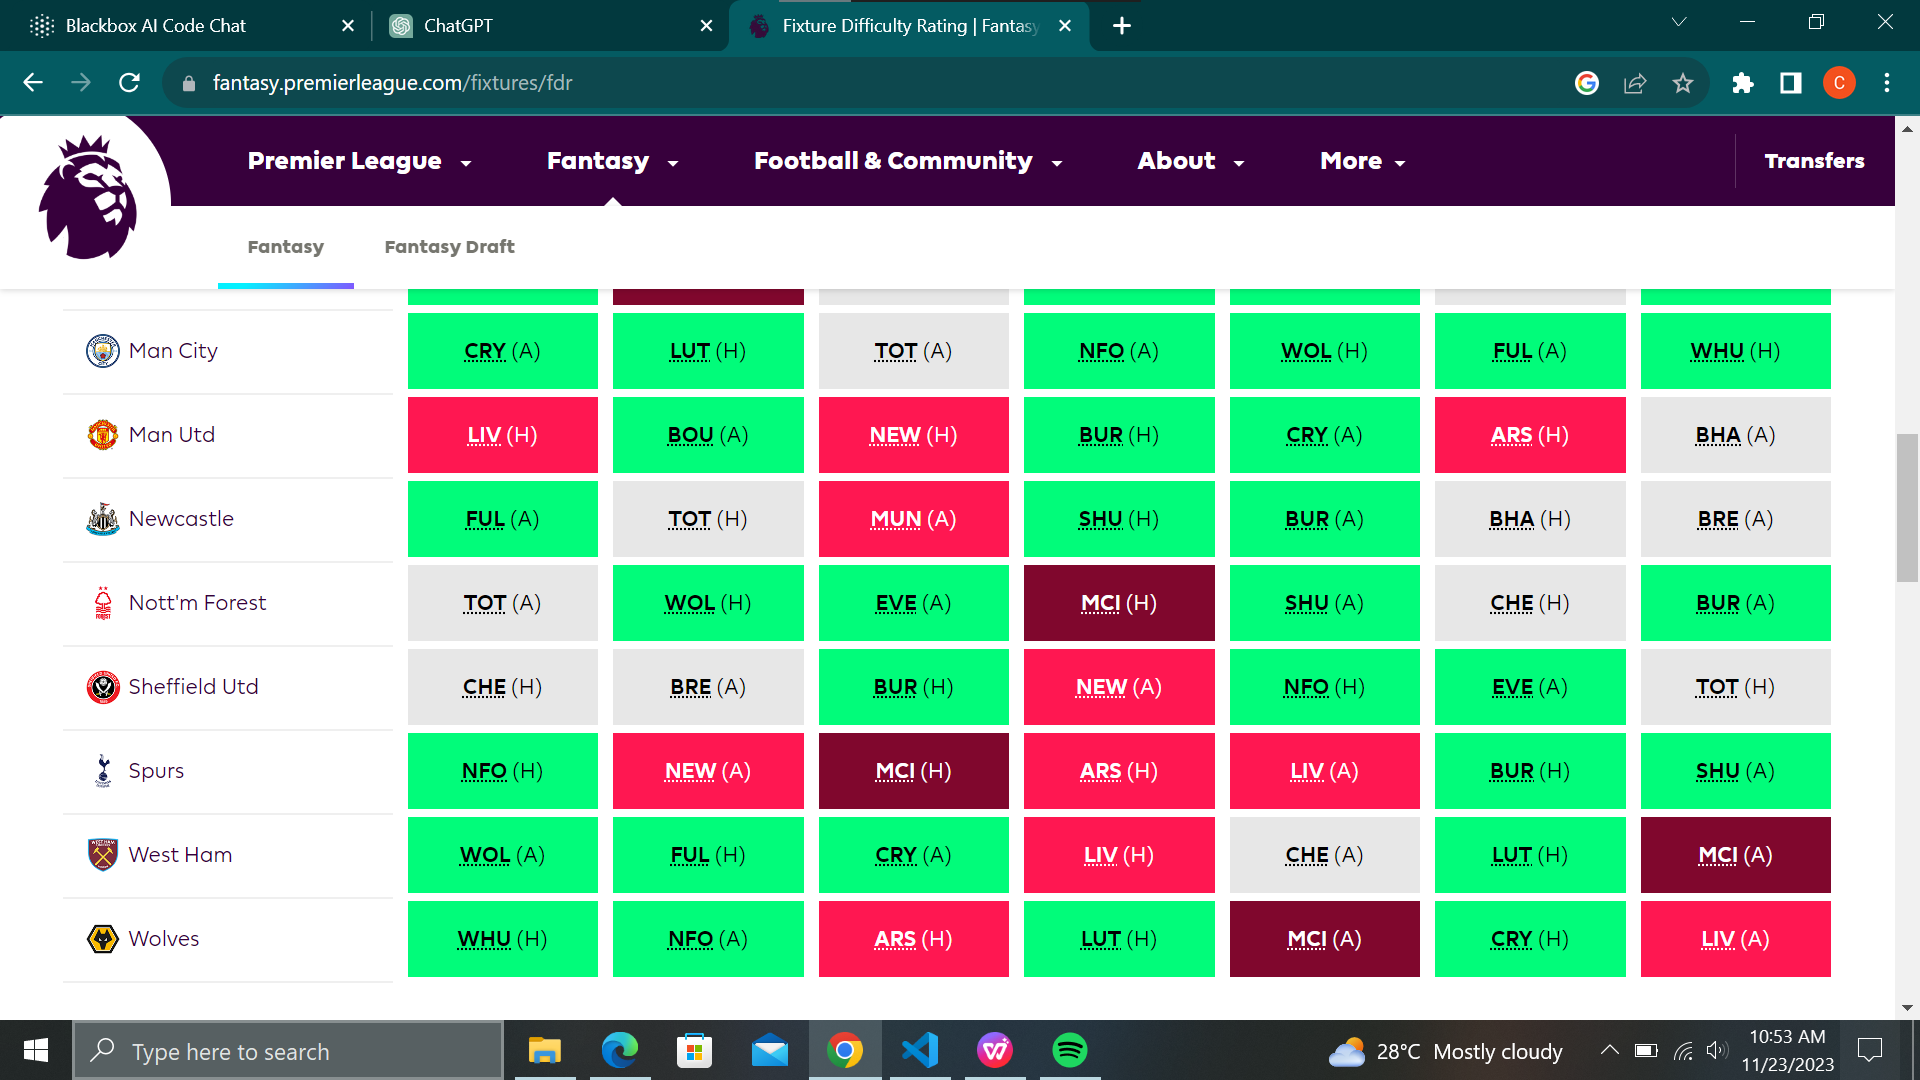 Blackbox AI Code Chat
ChatGPT
Fixture Difficulty Rating | Fantasy
fantasy.premierleague.com/fixtures/fdr
C
Premier League Fantasy Football & Community About More Transfers
Fantasy Fantasy Draft
Man City CRY (A) LUT (H) TOT (A) NFO (A) WOL (H) FUL (A) WHU (H)
Man Utd LIV (H) BOU (A) NEW (H) BUR (H) CRY (A) ARS (H) BHA (A)
Newcastle FUL (A) TOT (H) MUN (A) SHU (H) BUR (A) BHA (H) BRE (A)
Nott'm Forest TOT (A) WOL (H) EVE (A) MCI (H) SHU (A) CHE (H) BUR (A)
Sheffield Utd CHE (H) BRE (A) BUR (H) NEW (A) NFO (H) EVE (A) TOT (H)
Spurs NFO (H) NEW (A) MCI (H) ARS (H) LIV (A) BUR (H) SHU (A)
West Ham WOL (A) FUL (H) CRY (A) LIV (H) CHE (A) LUT (H) MCI (A)
Wolves WHU (H) NFO (A) ARS (H) LUT (H) MCI (A) CRY (H) LIV (A)
Type here to search
28°C Mostly cloudy
10:53 AM
11/23/2023